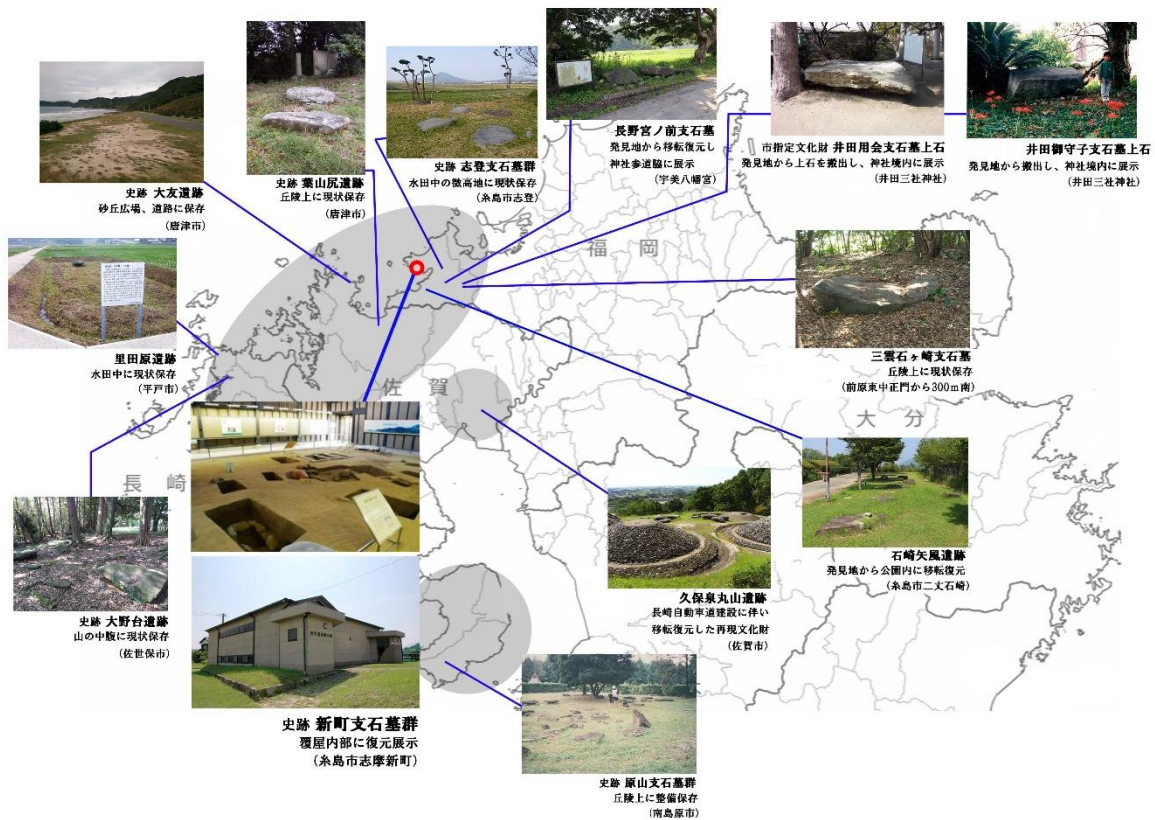 史跡 大友遺跡
砂丘広場、道路に保存
(唐津市)
史跡 葉山尻遺跡
丘陵上に現状保存
(唐津市)
史跡 志登支石墓群
水田中の微高地に現状保存
(糸島市志登)
長野宮ノ前支石墓
発見地から移転復元し
神社参道脇に展示
(宇美八幡宮)
市指定文化財 井田用会支石墓上石
発見地から上石を搬出し、神社境内に展示
(井田三社神社)
井田御守子支石墓上石
発見地から搬出、神社境内に展示
(井田三社神社)
福岡
里田原遺跡
水田中に現状保存
(平戸市)
三雲石ヶ崎支石墓
丘陵上に現状保存
(前原東中正門から300m南)
佐賀
大分
長崎
石崎矢風遺跡
発見地から公園内に移転復元
(糸島市二丈石崎)
久保泉丸山遺跡
長崎自動車道建設に伴い
移転復元した再現文化財
(佐賀市)
史跡 大野台遺跡
山の中腹に現状保存
(佐世保市)
史跡 新町支石墓群
覆屋内部に復元展示
(糸島市志摩新町)
史跡 原山支石墓群
丘陵上に整備保存
(南島原市)